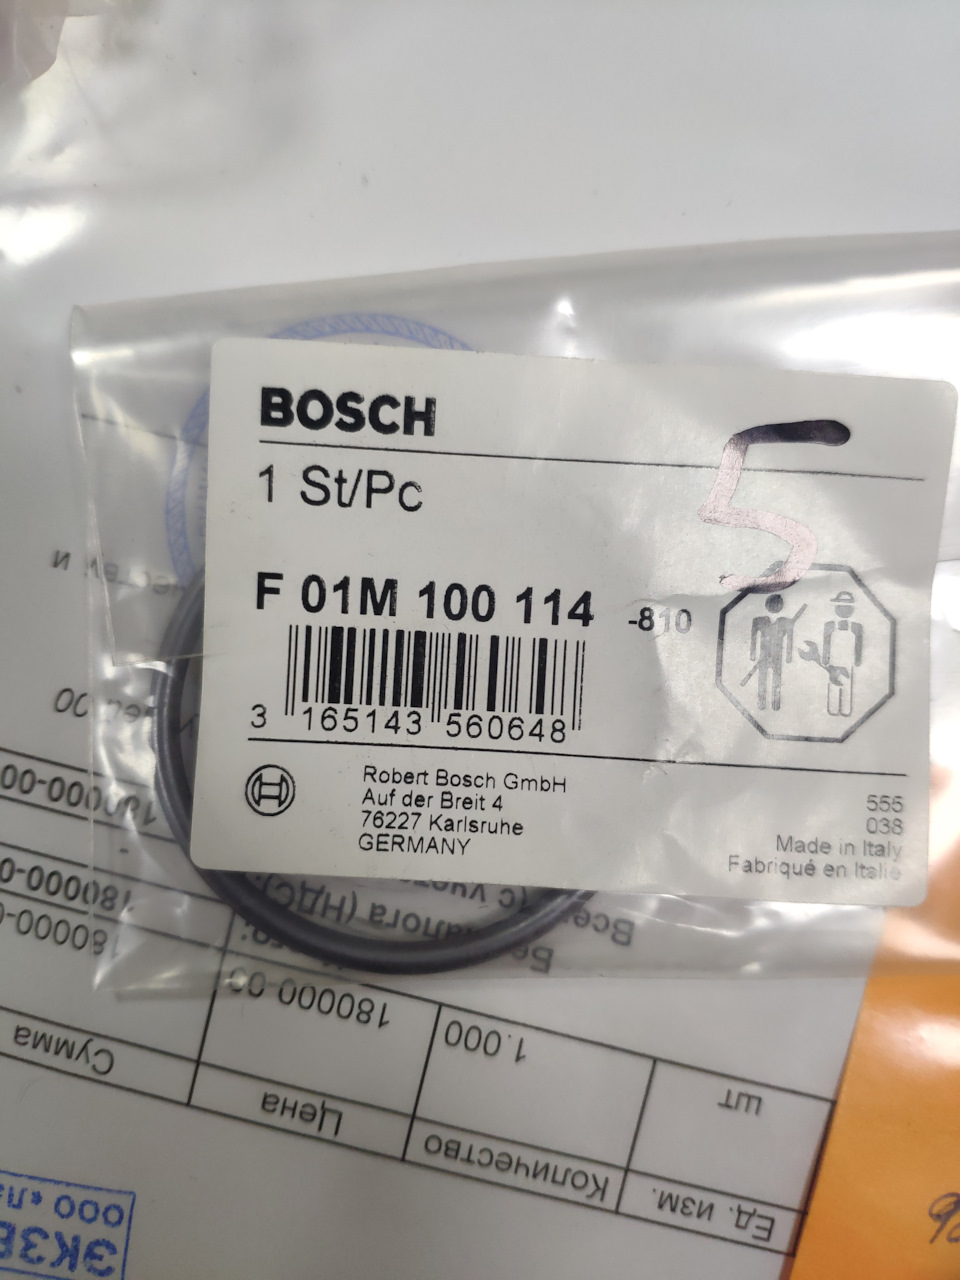 BOSCH
1 St/Pc
5
F 01M 100 114 -810
3 165143 560648
Robert Bosch GmbH
Auf der Breit 4
76227 Karlsruhe
GERMANY
555
038
Made in Italy
Fabriqué en Italie
Ед. изм.
Количество
Цена
Сумма
шт
1.000
180000-00
налога (НДС):
Всего
ООО